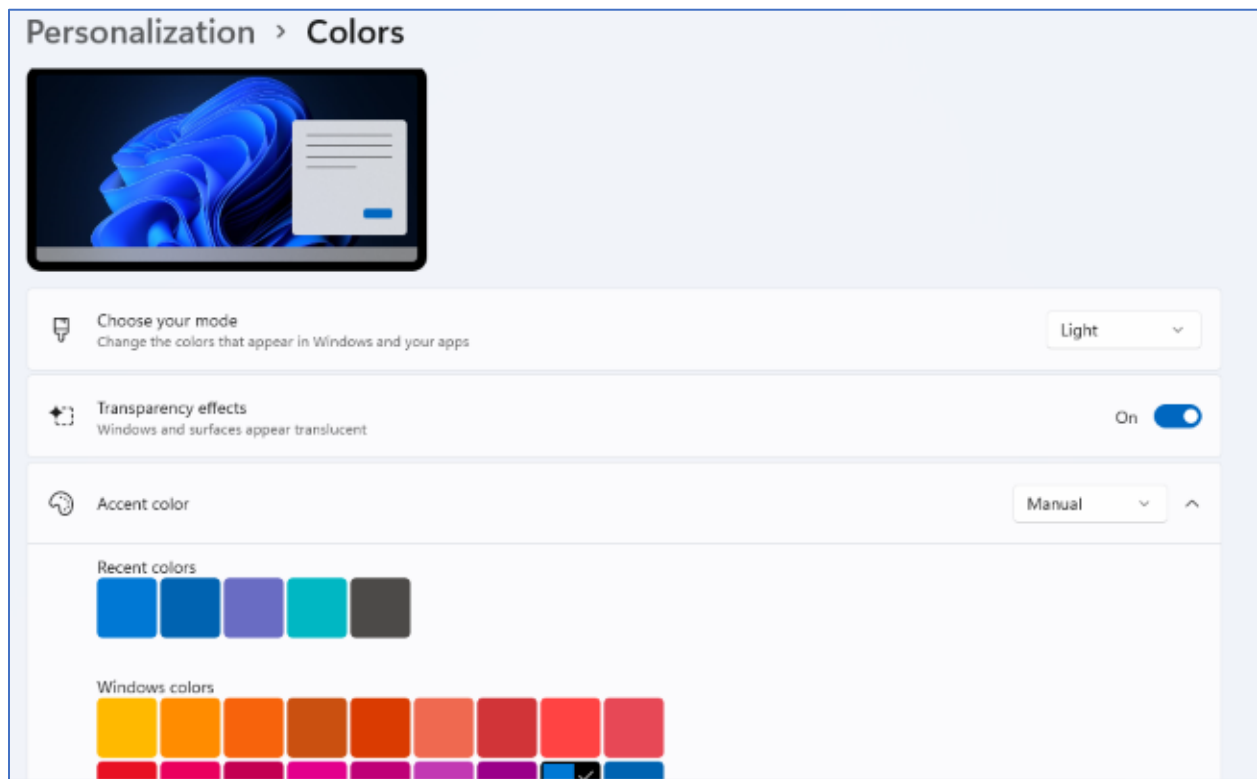 Personalization > Colors
Choose your mode
Change the colors that appear in Windows and your apps
Light
Transparency effects
Windows and surfaces appear translucent
On
Accent color
Manual
Recent colors
Windows colors